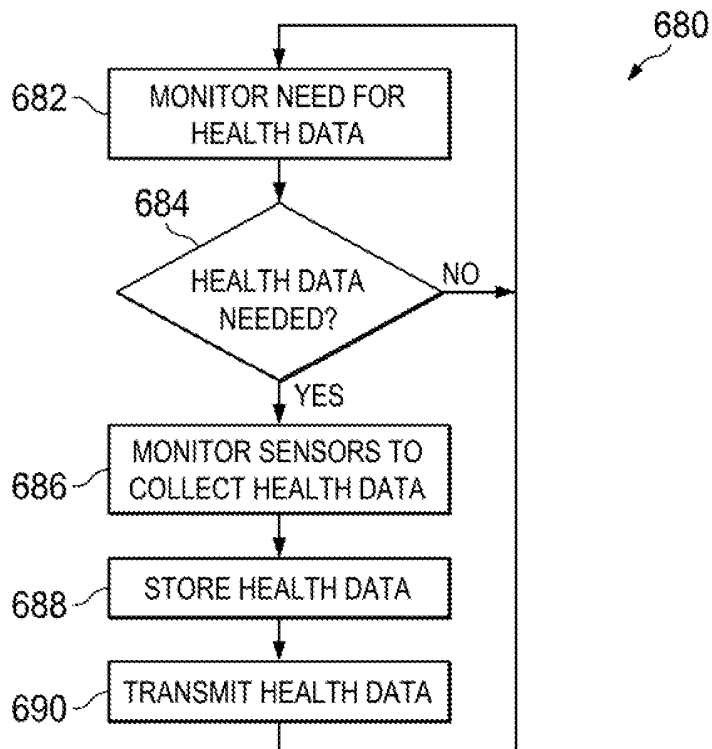 680
682
MONITOR NEED FOR
HEALTH DATA
684
HEALTH DATA
NEEDED?
NO
YES
686
MONITOR SENSORS TO
COLLECT HEALTH DATA
688
STORE HEALTH DATA
690
TRANSMIT HEALTH DATA